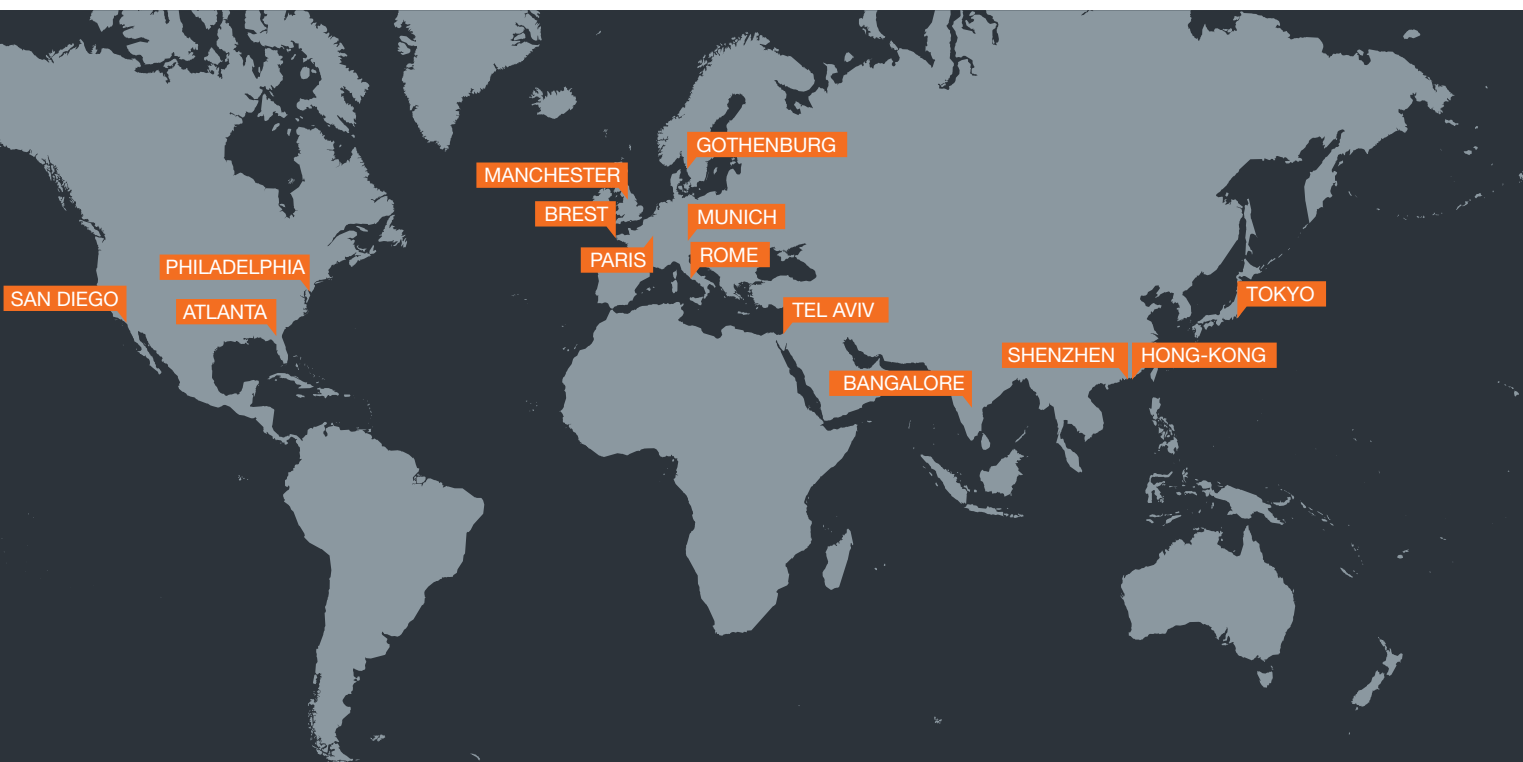 GOTHENBURG
MANCHESTER
BREST
MUNICH
PARIS
ROME
PHILADELPHIA
SAN DIEGO
ATLANTA
TEL AVIV
TOKYO
SHENZHEN
HONG-KONG
BANGALORE